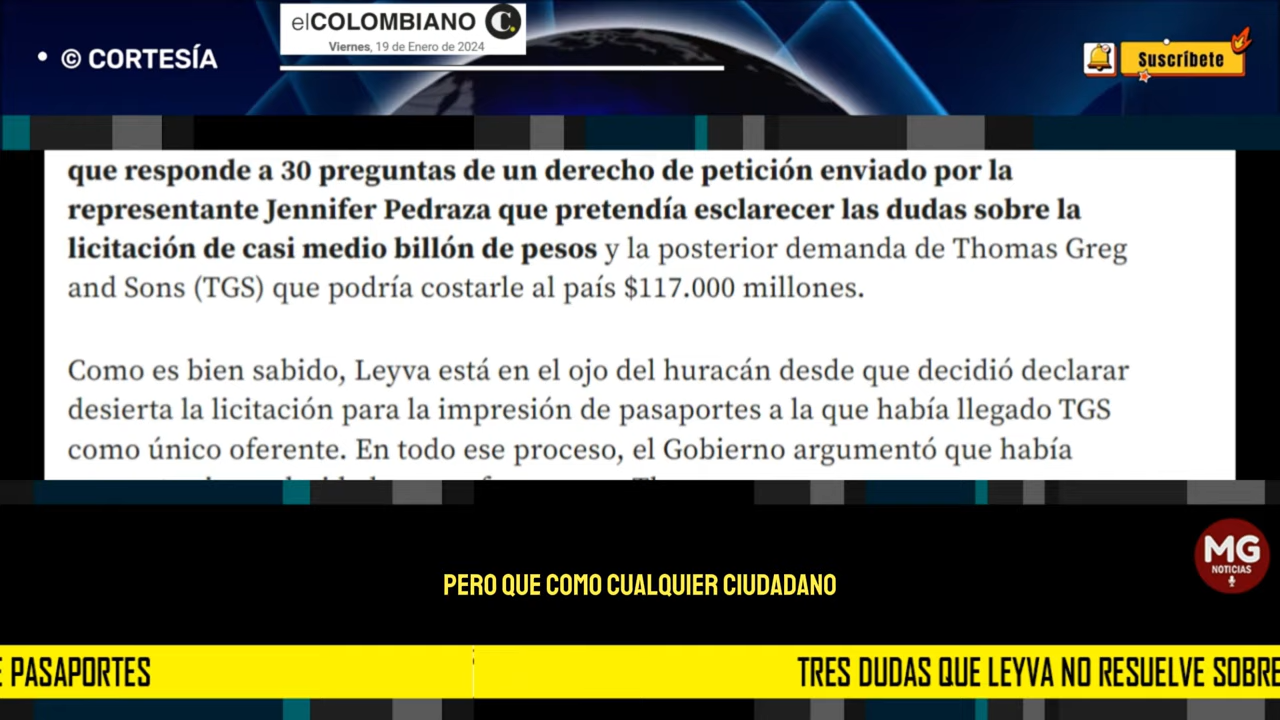 elCOLOMBIANO C.
Viernes, 19 de Enero de 2024
• © CORTESÍA
Suscríbete
que responde a 30 preguntas de un derecho de petición enviado por la
representante Jennifer Pedraza que pretendía esclarecer las dudas sobre la
licitación de casi medio billón de pesos y la posterior demanda de Thomas Greg
and Sons (TGS) que podría costarle al país $117.000 millones.
Como es bien sabido, Leyva está en el ojo del huracán desde que decidió declarar
desierta la licitación para la impresión de pasaportes a la que había llegado TGS
como único oferente. En todo ese proceso, el Gobierno argumentó que había
MG
NOTICIAS
PERO QUE COMO CUALQUIER CIUDADANO
E PASAPORTES
TRES DUDAS QUE LEYVA NO RESUELVE SOBRE